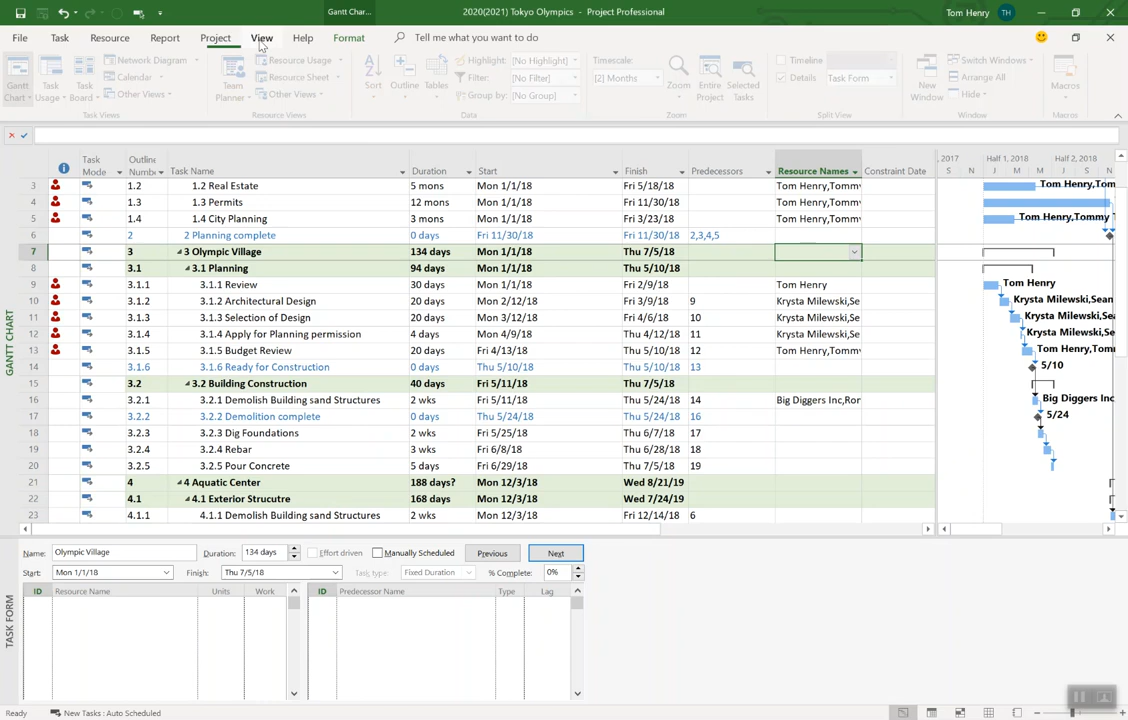 Gantt Char... 2020(2021) Tokyo Olympics - Project Professional Tom Henry TH
File Task Resource Report Project View Help Format Tell me what you want to do
Gantt Chart Task Usage Task Board Network Diagram Calendar Other Views Task Views
Team Planner Resource Usage Resource Sheet Other Views Resource Views
Sort Outline Tables Highlight: [No Highlight] Filter: [No Filter] Group by: [No Group] Data
Timescale: [2] Months Zoom Entire Project Selected Tasks Zoom
Timeline Details Task Form Split View
New Window Switch Windows Arrange All Hide Window
Macros Macros
Task Mode Outline Numb Task Name Duration Start Finish Predecessors Resource Names Constraint Date
, 2017 Half 1, 2018 Half 2, 2018
S N J M M J S N
3 1.2 1.2 Real Estate 5 mons Mon 1/1/18 Fri 5/18/18 Tom Henry,Tommy Tom Henry,Tom
4 1.3 1.3 Permits 12 mons Mon 1/1/18 Fri 11/30/18 Tom Henry,Tommy
5 1.4 1.4 City Planning 3 mons Mon 1/1/18 Fri 3/23/18 Tom Henry,Tommy Tom Henry,Tommy T
6 2 2 Planning complete 0 days Fri 11/30/18 Fri 11/30/18 2,3,4,5
7 3 3 Olympic Village 134 days Mon 1/1/18 Thu 7/5/18
8 3.1 3.1 Planning 94 days Mon 1/1/18 Thu 5/10/18
9 3.1.1 3.1.1 Review 30 days Mon 1/1/18 Fri 2/9/18 Tom Henry Tom Henry
10 3.1.2 3.1.2 Architectural Design 20 days Mon 2/12/18 Fri 3/9/18 9 Krysta Milewski,Se Krysta Milewski,Sean
11 3.1.3 3.1.3 Selection of Design 20 days Mon 3/12/18 Fri 4/6/18 10 Krysta Milewski,Se Krysta Milewski,Sea
12 3.1.4 3.1.4 Apply for Planning permission 4 days Mon 4/9/18 Thu 4/12/18 11 Krysta Milewski,Se Krysta Milewski,Se
13 3.1.5 3.1.5 Budget Review 20 days Fri 4/13/18 Thu 5/10/18 12 Tom Henry,Tommy Tom Henry,Tom
14 3.1.6 3.1.6 Ready for Construction 0 days Thu 5/10/18 Thu 5/10/18 13 5/10
15 3.2 3.2 Building Construction 40 days Fri 5/11/18 Thu 7/5/18
16 3.2.1 3.2.1 Demolish Building sand Structures 2 wks Fri 5/11/18 Thu 5/24/18 14 Big Diggers Inc,Ror Big Diggers Inc
17 3.2.2 3.2.2 Demolition complete 0 days Thu 5/24/18 Thu 5/24/18 16 5/24
18 3.2.3 3.2.3 Dig Foundations 2 wks Fri 5/25/18 Thu 6/7/18 17
19 3.2.4 3.2.4 Rebar 3 wks Fri 6/8/18 Thu 6/28/18 18
20 3.2.5 3.2.5 Pour Concrete 5 days Fri 6/29/18 Thu 7/5/18 19
21 4 4 Aquatic Center 188 days? Mon 12/3/18 Wed 8/21/19
22 4.1 4.1 Exterior Strucutre 168 days Mon 12/3/18 Wed 7/24/19
23 4.1.1 4.1.1 Demolish Building sand Structures 2 wks Mon 12/3/18 Fri 12/14/18 6
GANTT CHART
Name: Olympic Village Duration: 134 days Effort driven Manually Scheduled Previous Next
Start: Mon 1/1/18 Finish: Thu 7/5/18 Task type: Fixed Duration % Complete: 0%
ID Resource Name Units Work ID Predecessor Name Type Lag
TASK FORM
Ready New Tasks : Auto Scheduled